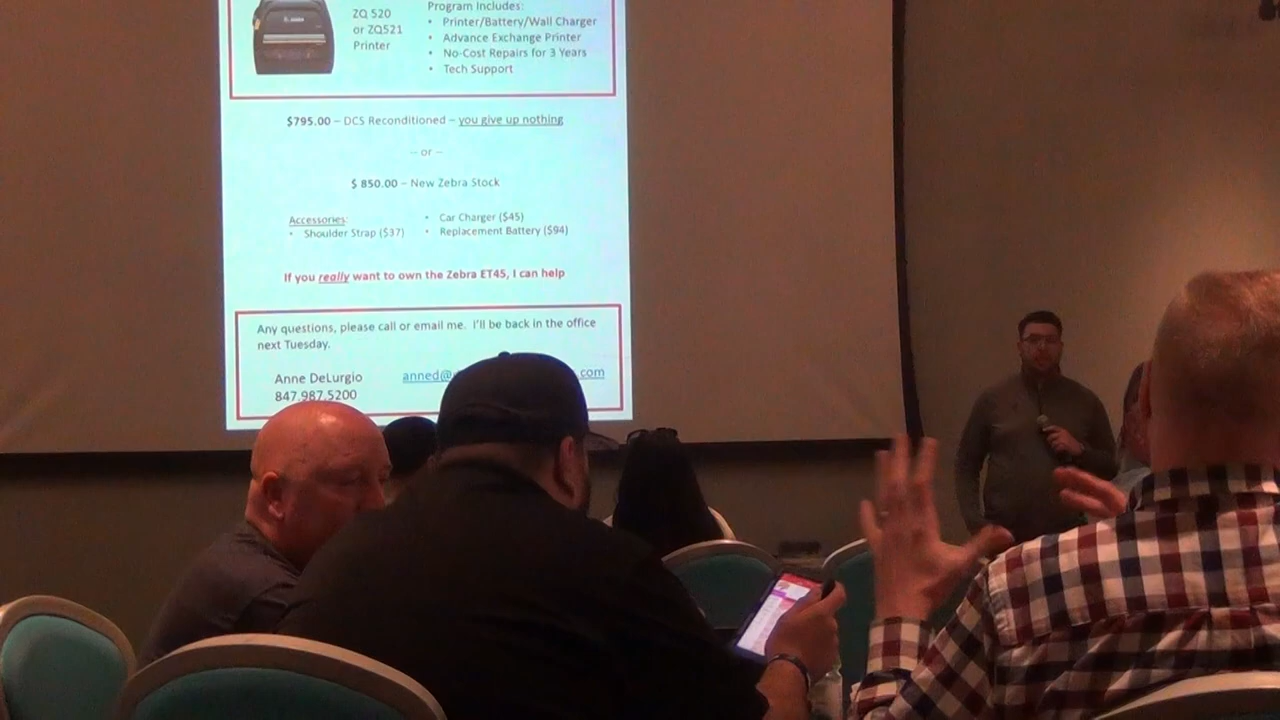 ZQ 520
or ZQ521
Printer
Program Includes:
• Printer/Battery/Wall Charger
• Advance Exchange Printer
• No-Cost Repairs for 3 Years
• Tech Support
$795.00 – DCS Reconditioned – you give up nothing
-- or --
$ 850.00 – New Zebra Stock
Accessories:
• Shoulder Strap ($37)
• Car Charger ($45)
• Replacement Battery ($94)
If you really want to own the Zebra ET45, I can help
Any questions, please call or email me. I'll be back in the office
next Tuesday.
Anne DeLurgio
847.987.5200
anned@
.com